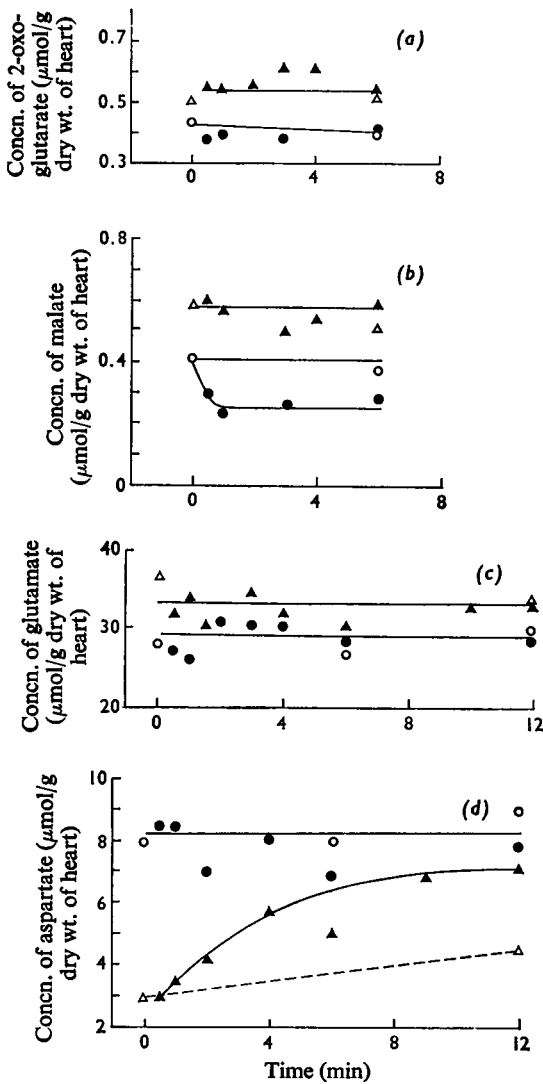 Concn. of 2-oxo-
glutarate (μmol/g
dry wt. of heart)
0.7
0.5
0.3
(a)
0
4
8
Concn. of malate
(μmol/g dry wt. of heart)
0.8
0.4
0
(b)
0
4
8
Concn. of glutamate
(μmol/g dry wt. of
heart)
40
30
20
(c)
0
4
8
12
Concn. of aspartate (μmol/g
dry wt. of heart)
10
8
6
4
2
(d)
0
4
8
12
Time (min)